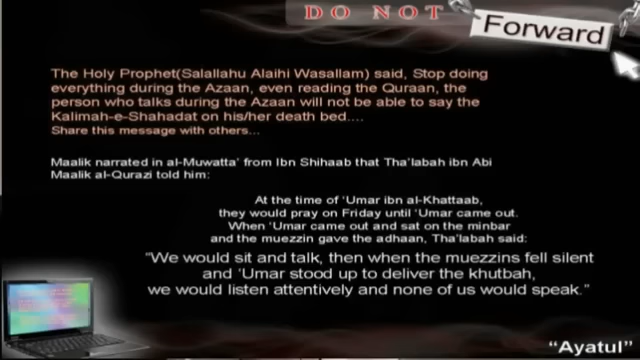 DO NOT
Forward
The Holy Prophet(Salallahu Alaihi Wasallam) said, Stop doing
everything during the Azaan, even reading the Quraan, the
person who talks during the Azaan will not be able to say the
Kalimah-e-Shahadat on his/her death bed....
Share this message with others...
Maalik narrated in al-Muwatta' from Ibn Shihaab that Tha'labah ibn Abi
Maalik al-Qurazi told him:
At the time of 'Umar ibn al-Khattaab,
they would pray on Friday until 'Umar came out.
When 'Umar came out and sat on the minbar
and the muezzin gave the adhaan, Tha'labah said:
"We would sit and talk, then when the muezzins fell silent
and 'Umar stood up to deliver the khutbah,
we would listen attentively and none of us would speak."
"Ayatul"